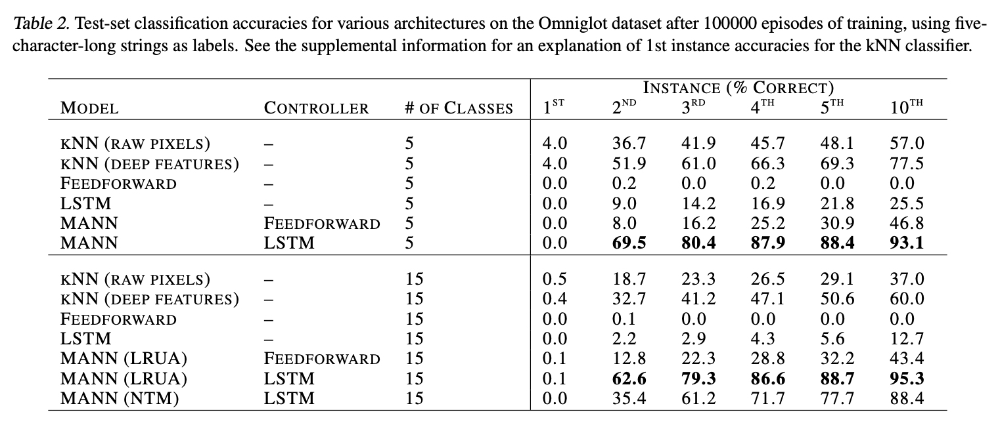 Table 2. Test-set classification accuracies for various architectures on the Omniglot dataset after 100000 episodes of training, using five-
character-long strings as labels. See the supplemental information for an explanation of 1st instance accuracies for the kNN classifier.
INSTANCE (% CORRECT)
MODEL CONTROLLER # OF CLASSES 1ST 2ND 3RD 4TH 5TH 10TH
KNN (RAW PIXELS) – 5 4.0 36.7 41.9 45.7 48.1 57.0
KNN (DEEP FEATURES) – 5 4.0 51.9 61.0 66.3 69.3 77.5
FEEDFORWARD – 5 0.0 0.2 0.0 0.2 0.0 0.0
LSTM – 5 0.0 9.0 14.2 16.9 21.8 25.5
MANN FEEDFORWARD 5 0.0 8.0 16.2 25.2 30.9 46.8
MANN LSTM 5 0.0 69.5 80.4 87.9 88.4 93.1
KNN (RAW PIXELS) – 15 0.5 18.7 23.3 26.5 29.1 37.0
KNN (DEEP FEATURES) – 15 0.4 32.7 41.2 47.1 50.6 60.0
FEEDFORWARD – 15 0.0 0.1 0.0 0.0 0.0 0.0
LSTM – 15 0.0 2.2 2.9 4.3 5.6 12.7
MANN (LRUA) FEEDFORWARD 15 0.1 12.8 22.3 28.8 32.2 43.4
MANN (LRUA) LSTM 15 0.1 62.6 79.3 86.6 88.7 95.3
MANN (NTM) LSTM 15 0.0 35.4 61.2 71.7 77.7 88.4